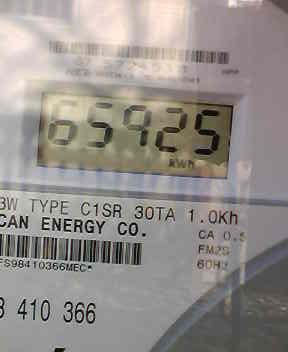 65925
kWh
3W TYPE C1SR 30TA 1.0Kh
CAN ENERGY CO.
CA 0.5
FM2S
60Hz
FS98410366MEC*
410 366